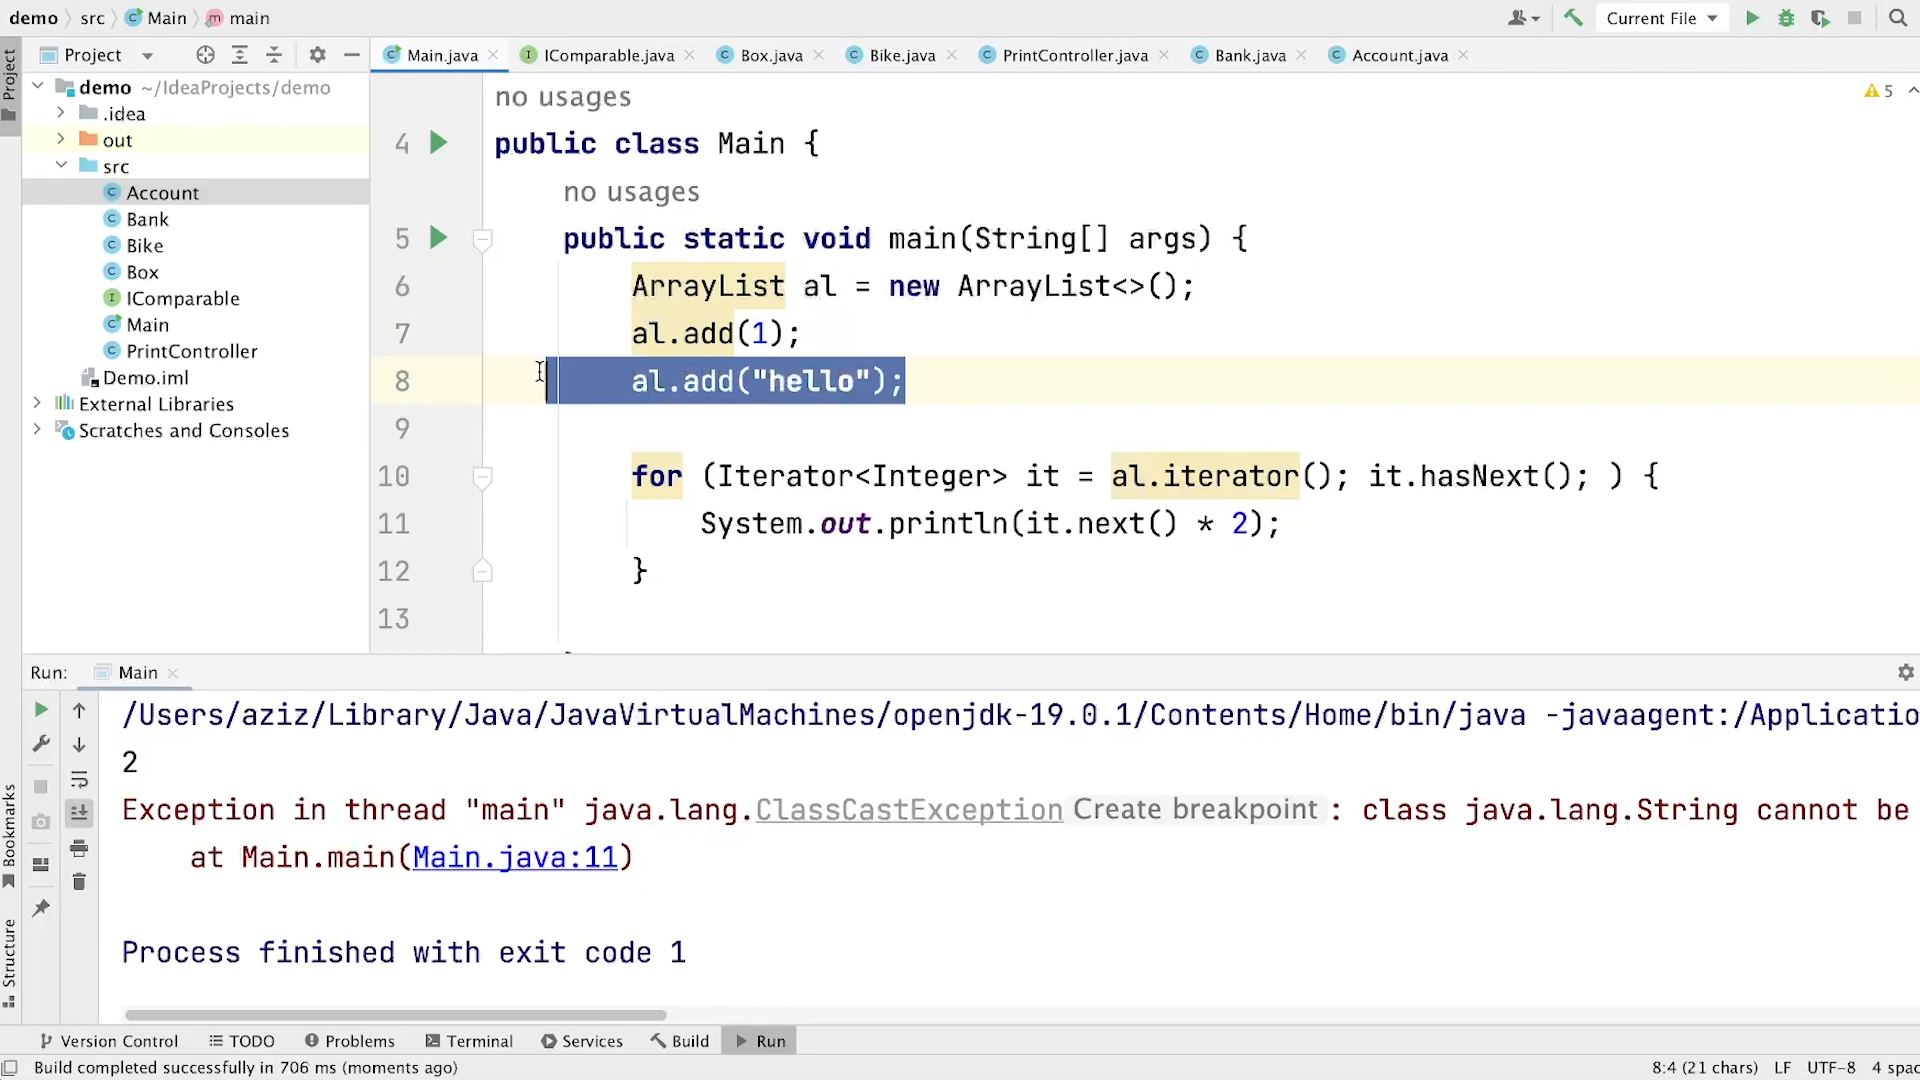 demo src Main main
Current File
Project
Main.java IComparable.java Box.java Bike.java PrintController.java Bank.java Account.java
Project
demo ~/IdeaProjects/demo
.idea
out
src
Account
Bank
Bike
Box
IComparable
Main
PrintController
Demo.iml
External Libraries
Scratches and Consoles
5
no usages
4 public class Main {
no usages
5 public static void main(String[] args) {
6 ArrayList al = new ArrayList<>();
7 al.add(1);
8 al.add("hello");
9
10 for (Iterator<Integer> it = al.iterator(); it.hasNext(); ) {
11 System.out.println(it.next() * 2);
12 }
13
Run: Main
/Users/aziz/Library/Java/JavaVirtualMachines/openjdk-19.0.1/Contents/Home/bin/java -javaagent:/Applicatio
2
Exception in thread "main" java.lang.ClassCastException Create breakpoint : class java.lang.String cannot be
at Main.main(Main.java:11)
Process finished with exit code 1
Bookmarks
Structure
Version Control TODO Problems Terminal Services Build Run
Build completed successfully in 706 ms (moments ago)
8:4 (21 chars) LF UTF-8 4 spac